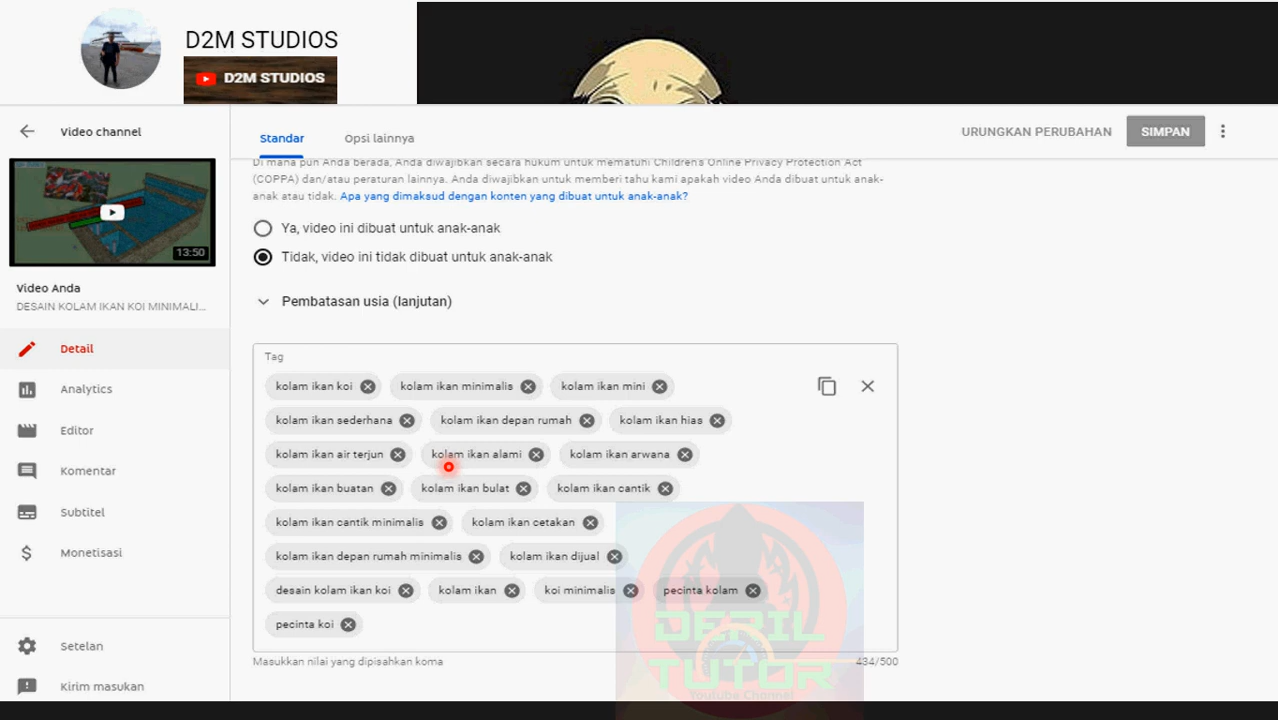 D2M STUDIOS
D2M STUDIOS
Video channel
Standar
Opsi lainnya
URUNGKAN PERUBAHAN
SIMPAN
Di mana pun Anda berada, Anda diwajibkan secara hukum untuk mematuhi Children's Online Privacy Protection Act
(COPPA) dan/atau peraturan lainnya. Anda diwajibkan untuk memberi tahu kami apakah video Anda dibuat untuk anak-
anak atau tidak. Apa yang dimaksud dengan konten yang dibuat untuk anak-anak?
Ya, video ini dibuat untuk anak-anak
Tidak, video ini tidak dibuat untuk anak-anak
13:50
Video Anda
DESAIN KOLAM IKAN KOI MINIMALI...
Pembatasan usia (lanjutan)
Detail
Analytics
Editor
Komentar
Subtitel
Monetisasi
Setelan
Kirim masukan
Tag
kolam ikan koi kolam ikan minimalis kolam ikan mini
kolam ikan sederhana kolam ikan depan rumah kolam ikan hias
kolam ikan air terjun kolam ikan alami kolam ikan arwana
kolam ikan buatan kolam ikan bulat kolam ikan cantik
kolam ikan cantik minimalis kolam ikan cetakan
kolam ikan depan rumah minimalis kolam ikan dijual
desain kolam ikan koi kolam ikan koi minimalis pecinta kolam
pecinta koi
Masukkan nilai yang dipisahkan koma
434/500
DERIL
TUTOR
Youtube Channel